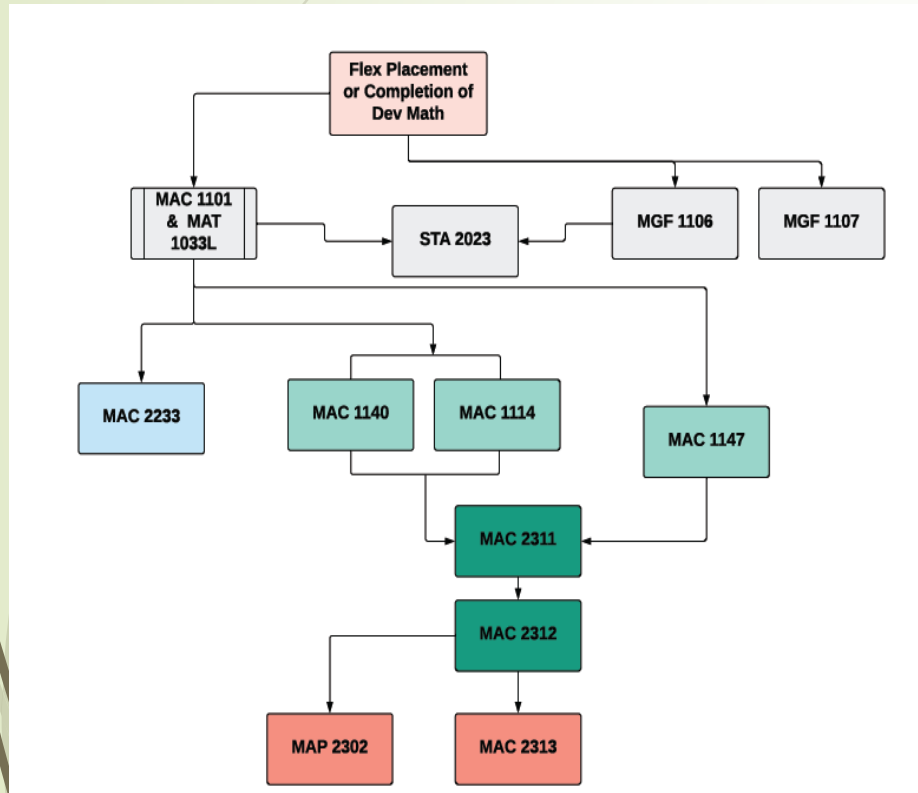 Flex Placement
or Completion of
Dev Math
MAC 1101
& MAT
1033L
STA 2023
MGF 1106
MGF 1107
MAC 2233
MAC 1140
MAC 1114
MAC 1147
MAC 2311
MAC 2312
MAP 2302
MAC 2313